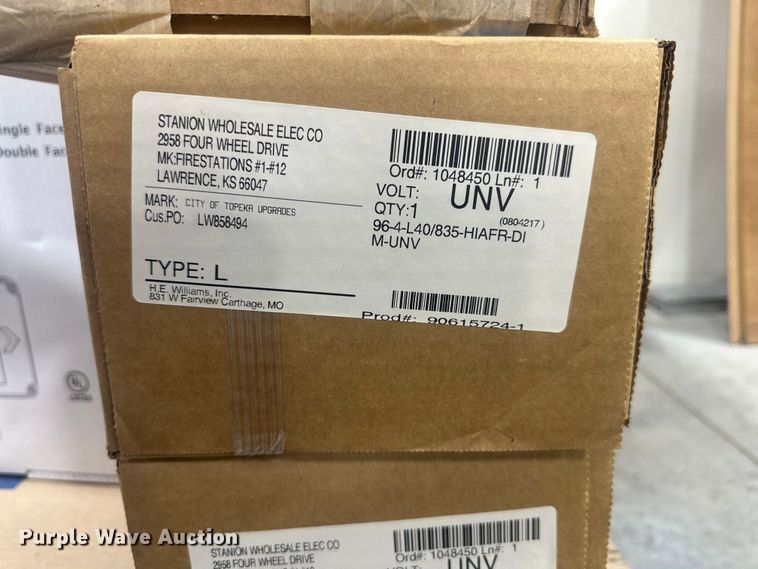 STANION WHOLESALE ELEC CO
2958 FOUR WHEEL DRIVE
MK:FIRESTATIONS #1-#12
LAWRENCE, KS 66047
MARK: CITY OF TOPEKA UPGRADES
Cus.PO: LW858494
TYPE: L
H.E. Williams, Inc.
831 W Fairview Carthage, MO
Ord#: 1048450 Ln#: 1
VOLT: UNV
QTY:1 (0804217)
96-4-L40/835-HIAFR-DI
M-UNV
Prod#: 90615724-1
ingle Face
Double Fac
UL
STANION WHOLESALE ELEC CO
2958 FOUR WHEEL DRIVE
Ord#: 1048450 Ln#: 1
VOLT: UNV
Purple Wave Auction